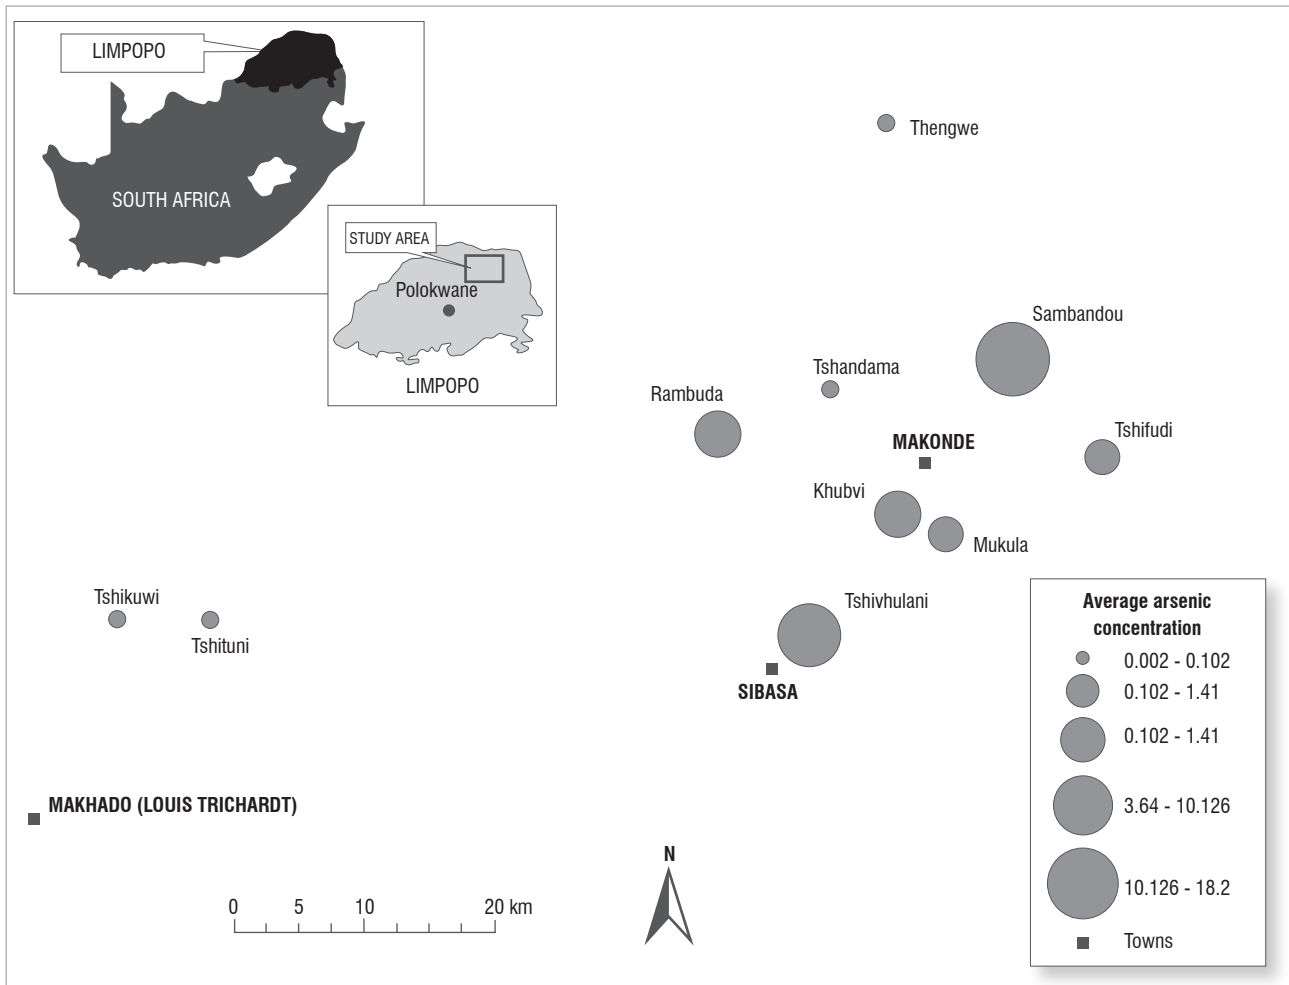 LIMPOPO
SOUTH AFRICA
STUDY AREA
Polokwane
LIMPOPO
Thengwe
Sambandou
Tshandama
Rambuda
Tshifudi
MAKONDE
Khubvi
Mukula
Tshikuwi
Tshituni
Tshivhulani
SIBASA
MAKHADO (LOUIS TRICHARDT)
0 5 10 20 km
N
Average arsenic
concentration
0.002 - 0.102
0.102 - 1.41
0.102 - 1.41
3.64 - 10.126
10.126 - 18.2
Towns